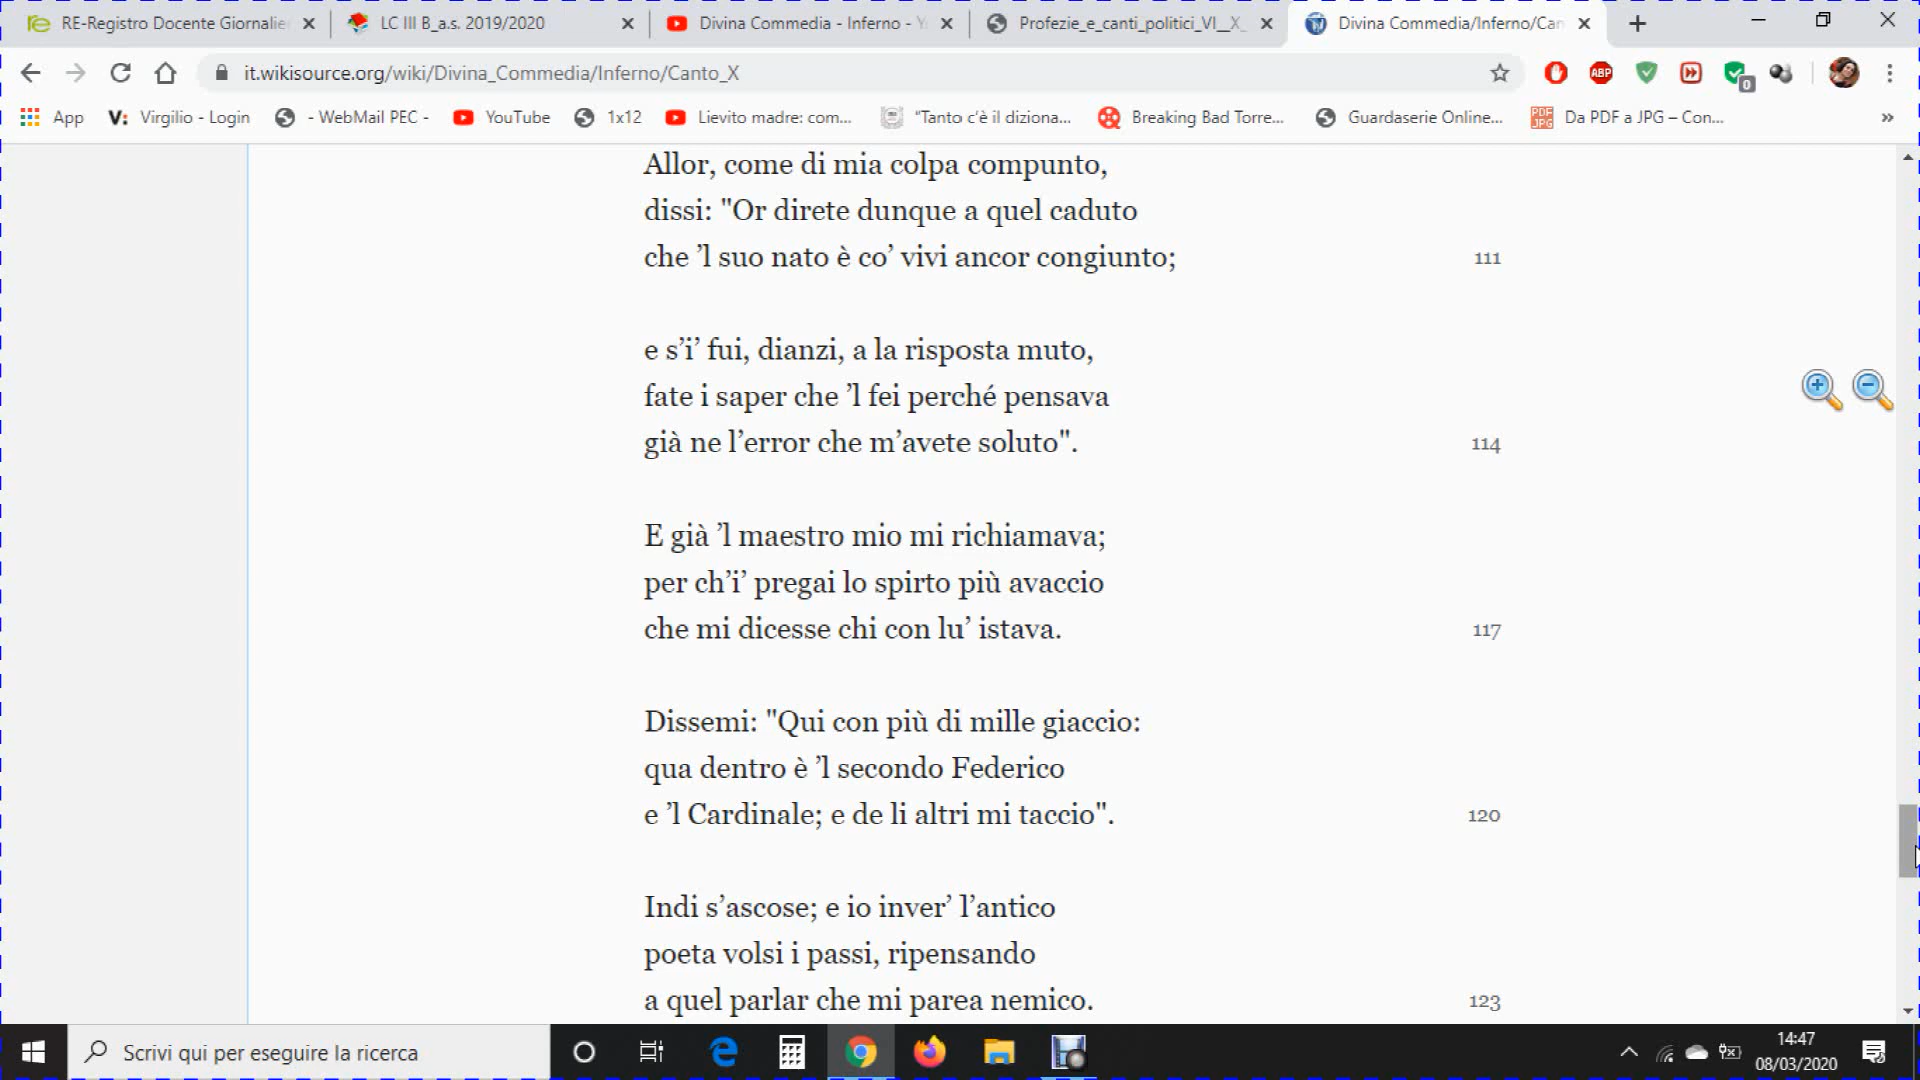 RE-Registro Docente Giornalie
LC III B_a.s. 2019/2020
Divina Commedia - Inferno - Y
Profezie_e_canti_politici_VI__X_
Divina Commedia/Inferno/Can
it.wikisource.org/wiki/Divina_Commedia/Inferno/Canto_X
ABP
0
App
V: Virgilio - Login
- WebMail PEC -
YouTube
1x12
Lievito madre: com...
"Tanto c'è il diziona...
Breaking Bad Torre...
Guardaserie Online...
PDF JPG Da PDF a JPG – Con...
»
Allor, come di mia colpa compunto,
dissi: "Or direte dunque a quel caduto
che ’l suo nato è co’ vivi ancor congiunto; 111
e s’i’ fui, dianzi, a la risposta muto,
fate i saper che ’l fei perché pensava
già ne l’error che m’avete soluto". 114
E già ’l maestro mio mi richiamava;
per ch’i’ pregai lo spirto più avaccio
che mi dicesse chi con lu’ istava. 117
Dissemi: "Qui con più di mille giaccio:
qua dentro è ’l secondo Federico
e ’l Cardinale; e de li altri mi taccio". 120
Indi s’ascose; e io inver’ l’antico
poeta volsi i passi, ripensando
a quel parlar che mi parea nemico. 123
Scrivi qui per eseguire la ricerca
14:47
08/03/2020